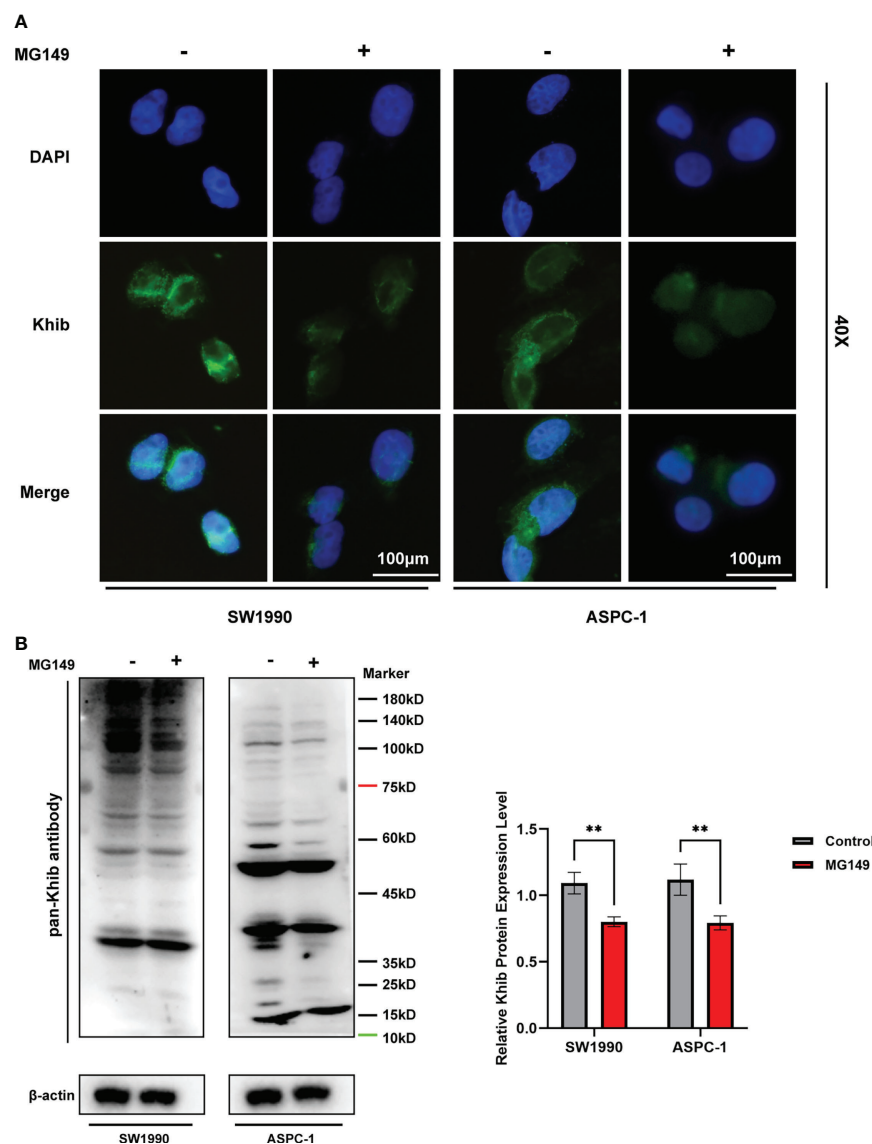 A
MG149 - + - +
DAPI
Khib
Merge
100μm 100μm
40X
SW1990 ASPC-1
B
MG149 - + - + Marker
pan-Khib antibody
180kD
140kD
100kD
75kD
60kD
45kD
35kD
25kD
15kD
10kD
β-actin
SW1990 ASPC-1
Relative Khib Protein Expression Level
1.5
1.0
0.5
0.0
** **
SW1990 ASPC-1
Control
MG149